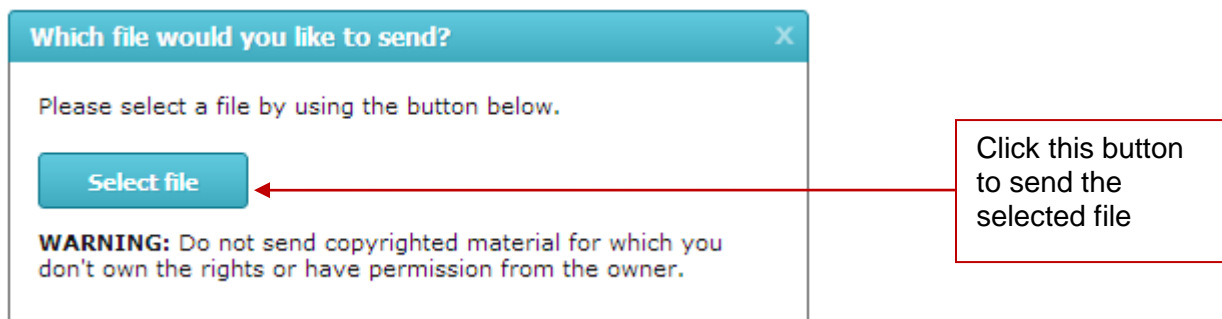 Which file would you like to send?
X
Please select a file by using the button below.
Select file
WARNING: Do not send copyrighted material for which you
don't own the rights or have permission from the owner.
Click this button
to send the
selected file